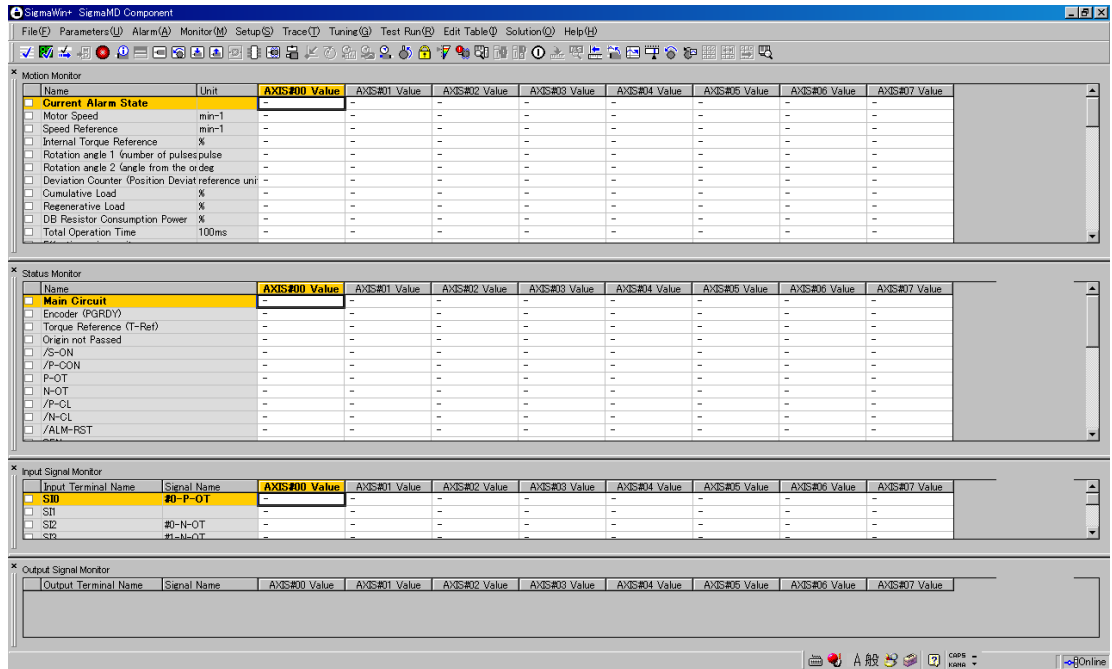 SigmaWin+ SigmaMD Component
File(F) Parameters(U) Alarm(A) Monitor(M) Setup(S) Trace(T) Tuning(G) Test Run(R) Edit Table(I) Solution(O) Help(H)
Motion Monitor
Name Unit AXIS#00 Value AXIS#01 Value AXIS#02 Value AXIS#03 Value AXIS#04 Value AXIS#05 Value AXIS#06 Value AXIS#07 Value
Current Alarm State - - - - - - - -
Motor Speed min-1 - - - - - - - -
Speed Reference min-1 - - - - - - - -
Internal Torque Reference % - - - - - - - -
Rotation angle 1 (number of pulses pulse - - - - - - - -
Rotation angle 2 (angle from the or deg - - - - - - - -
Deviation Counter (Position Deviat reference uni - - - - - - - -
Cumulative Load % - - - - - - - -
Regenerative Load % - - - - - - - -
DB Resistor Consumption Power % - - - - - - - -
Total Operation Time 100ms - - - - - - - -
Status Monitor
Name AXIS#00 Value AXIS#01 Value AXIS#02 Value AXIS#03 Value AXIS#04 Value AXIS#05 Value AXIS#06 Value AXIS#07 Value
Main Circuit - - - - - - - -
Encoder (PGRDY) - - - - - - - -
Torque Reference (T-Ref) - - - - - - - -
Origin not Passed - - - - - - - -
/S-ON - - - - - - - -
/P-CON - - - - - - - -
P-OT - - - - - - - -
N-OT - - - - - - - -
/P-CL - - - - - - - -
/N-CL - - - - - - - -
/ALM-RST - - - - - - - -
Input Signal Monitor
Input Terminal Name Signal Name AXIS#00 Value AXIS#01 Value AXIS#02 Value AXIS#03 Value AXIS#04 Value AXIS#05 Value AXIS#06 Value AXIS#07 Value
SI0 #0-P-OT - - - - - - - -
SI1 - - - - - - - -
SI2 #0-N-OT - - - - - - - -
SI3 #1-N-OT - - - - - - - -
Output Signal Monitor
Output Terminal Name Signal Name AXIS#00 Value AXIS#01 Value AXIS#02 Value AXIS#03 Value AXIS#04 Value AXIS#05 Value AXIS#06 Value AXIS#07 Value
A 般 CAPS
KANA
Online